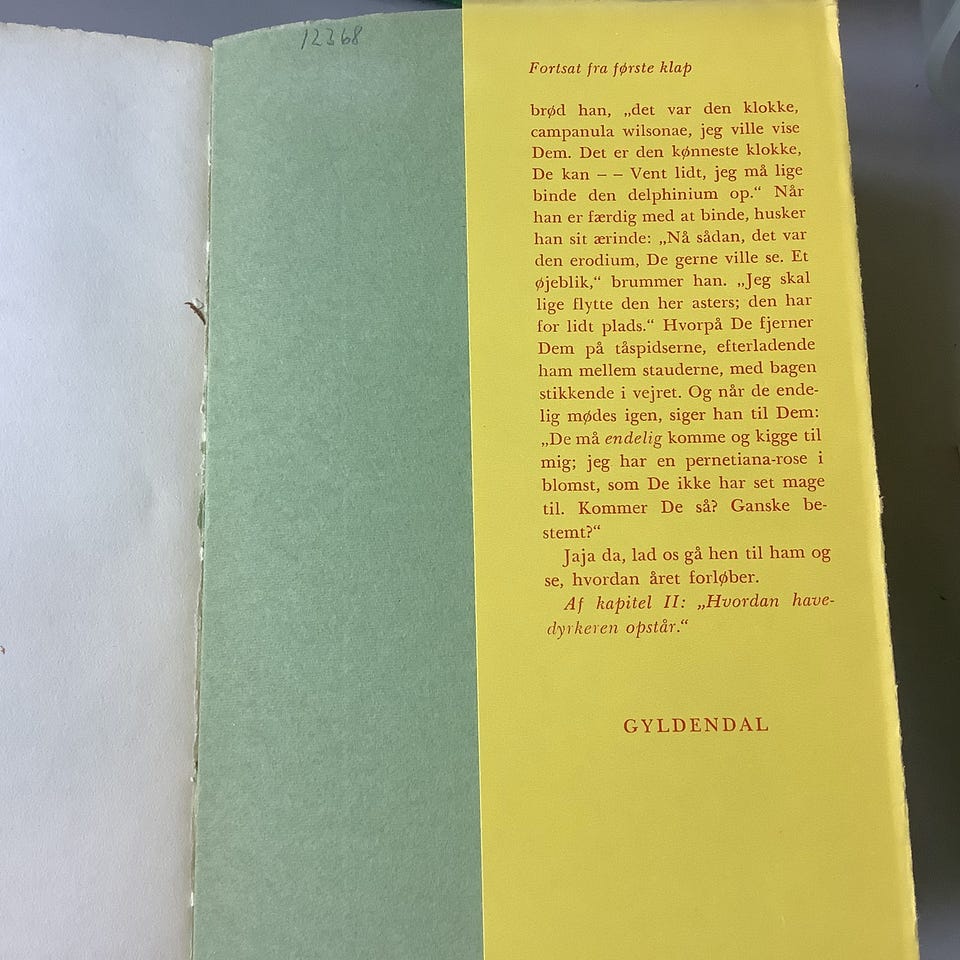 12368
Fortsat fra første klap
brød han, „det var den klokke,
campanula wilsonae, jeg ville vise
Dem. Det er den kønneste klokke,
De kan – – Vent lidt, jeg må lige
binde den delphinium op.“ Når
han er færdig med at binde, husker
han sit ærinde: „Nå sådan, det var
den erodium, De gerne ville se. Et
øjeblik,“ brummer han. „Jeg skal
lige flytte den her asters; den har
for lidt plads.“ Hvorpå De fjerner
Dem på tåspidserne, efterladende
ham mellem stauderne, med bagen
stikkende i vejret. Og når de ende-
lig mødes igen, siger han til Dem:
„De må endelig komme og kigge til
mig; jeg har en pernetiana-rose i
blomst, som De ikke har set mage
til. Kommer De så? Ganske be-
stemt?“
Jaja da, lad os gå hen til ham og
se, hvordan året forløber.
Af kapitel II: „Hvordan have-
dyrkeren opstår.“
GYLDENDAL